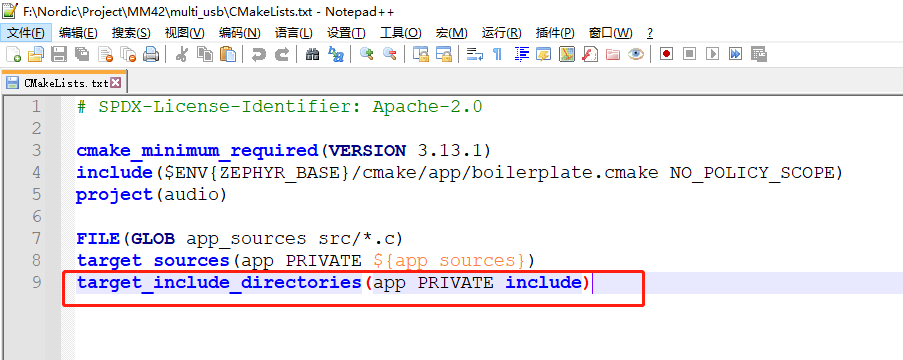 F:\Nordic\Project\MM42\multi_usb\CMakeLists.txt - Notepad++
文件(F) 编辑(E) 搜索(S) 视图(V) 编码(N) 语言(L) 设置(T) 工具(O) 宏(M) 运行(R) 插件(P) 窗口(W) ?
CMakeLists.txt
1 # SPDX-License-Identifier: Apache-2.0
2
3 cmake_minimum_required(VERSION 3.13.1)
4 include($ENV{ZEPHYR_BASE}/cmake/app/boilerplate.cmake NO_POLICY_SCOPE)
5 project(audio)
6
7 FILE(GLOB app_sources src/*.c)
8 target_sources(app PRIVATE ${app_sources})
9 target_include_directories(app PRIVATE include)